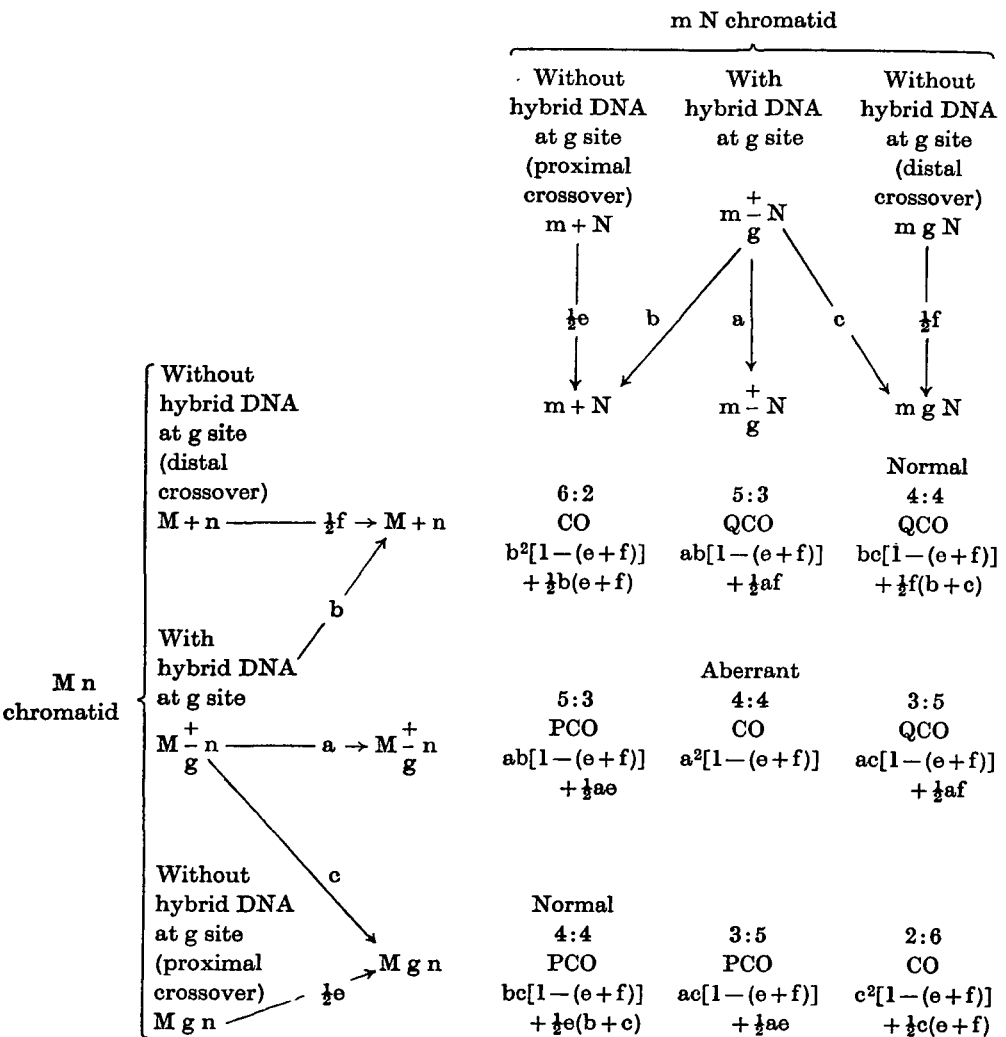 m N chromatid
Without With Without
hybrid DNA hybrid DNA hybrid DNA
at g site at g site at g site
(proximal (distal
crossover) + crossover)
m + N m — N m g N
g
½e b a c ½f
Without
hybrid DNA m + N + m g N
at g site m — N
(distal g Normal
crossover) 6:2 5:3 4:4
M + n ½f → M + n CO QCO QCO
b²[1−(e+f)] ab[1−(e+f)] bc[1−(e+f)]
+½b(e+f) +½af +½f(b+c)
b
With
hybrid DNA Aberrant
M n at g site 5:3 4:4 3:5
chromatid + + PCO CO QCO
M — n a → M — n ab[1−(e+f)] a²[1−(e+f)] ac[1−(e+f)]
g g +½ae +½af
c
Without
hybrid DNA Normal
at g site 4:4 3:5 2:6
(proximal M g n PCO PCO CO
crossover) ½e bc[1−(e+f)] ac[1−(e+f)] c²[1−(e+f)]
M g n +½e(b+c) +½ae +½c(e+f)